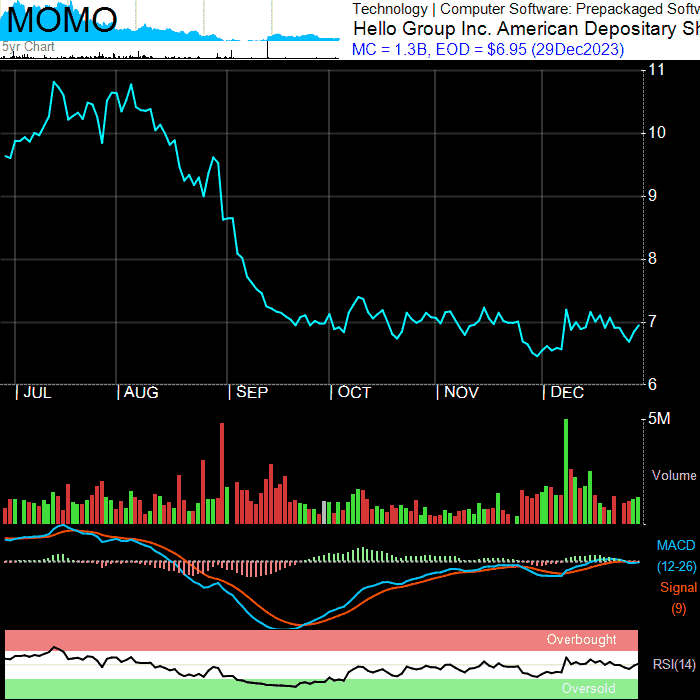 MOMO
5yr Chart
Technology | Computer Software: Prepackaged Softw
Hello Group Inc. American Depositary Sh
MC = 1.3B, EOD = $6.95 (29Dec2023)
11
10
9
8
7
6
JUL AUG SEP OCT NOV DEC
5M
Volume
MACD
(12-26)
Signal
(9)
Overbought
RSI(14)
Oversold